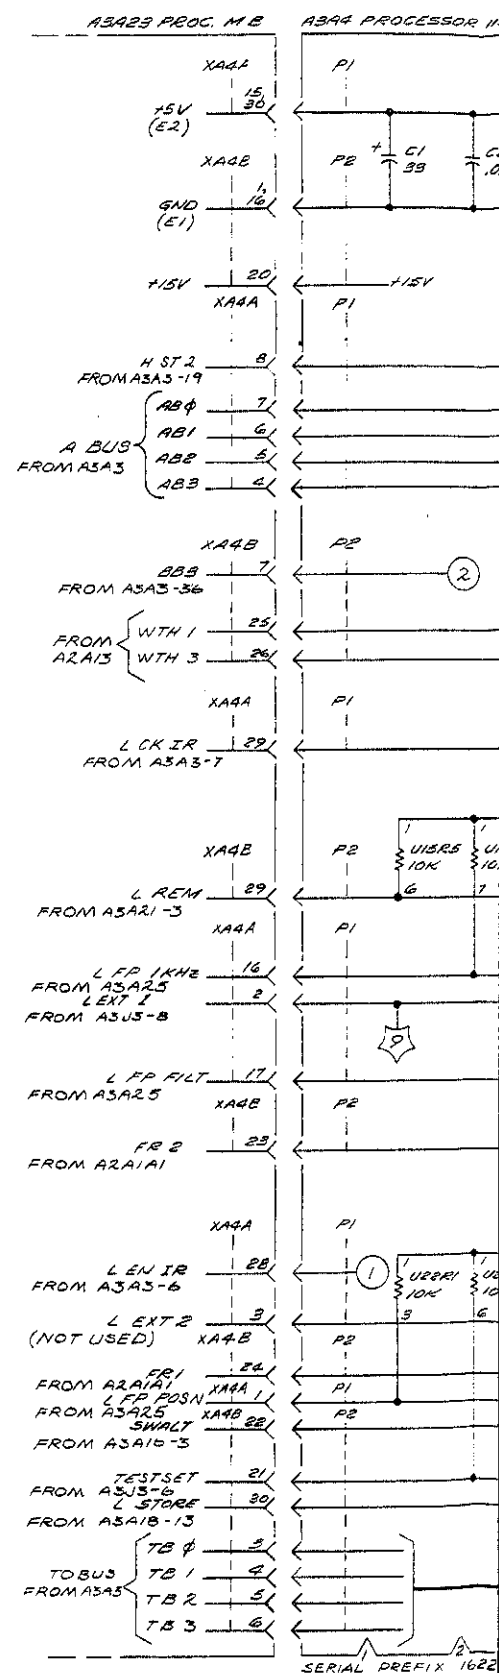 A3A23 PROC. MB A3A4 PROCESSOR
XA4A P1
+5V 15,
(E2) 30
+ C1
33
XA4B P2
GND 1,
(E1) 16
+15V 20 +15V
XA4A P1
H ST 2 8
FROM A3A3-19
ABϕ 7
AB1 6
A BUS
FROM A3A3
AB2 5
AB3 4
XA4B P2
BB3 7 2
FROM A3A3-36
FROM
A2A13
WTH 1 25
WTH 3 26
XA4A P1
L CK IR 29
FROM A3A3-7
1 1
U15R5
10K
XA4B P2 6 7
L REM 29
FROM A3A21-3
XA4A P1
L FP 1KHZ 16
FROM A3A25
L EXT 1 2
FROM A3J3-8
9
L FP FILT 17
FROM A3A25
XA4B P2
FR 2 23
FROM A2A1A1
XA4A P1
L EN IR 28 1
FROM A3A3-6
1 1
U22R1
10K
L EXT 2 3 3 6
(NOT USED) XA4B P2
FR1 24
FROM A2A1A1
L FP POSN XA4A 1 P1
FROM A3A25
SWALT XA4B 22 P2
FROM A3A16-3
TESTSET 21
FROM A3J3-6
L STORE 30
FROM A3A18-13
TB ϕ 3
TB 1 4
TO BUS
FROM A3A3
TB 2 5
TB 3 6
SERIAL PREFIX 1622